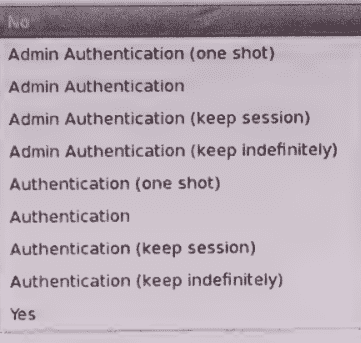 No
Admin Authentication (one shot)
Admin Authentication
Admin Authentication (keep session)
Admin Authentication (keep indefinitely)
Authentication (one shot)
Authentication
Authentication (keep session)
Authentication (keep indefinitely)
Yes